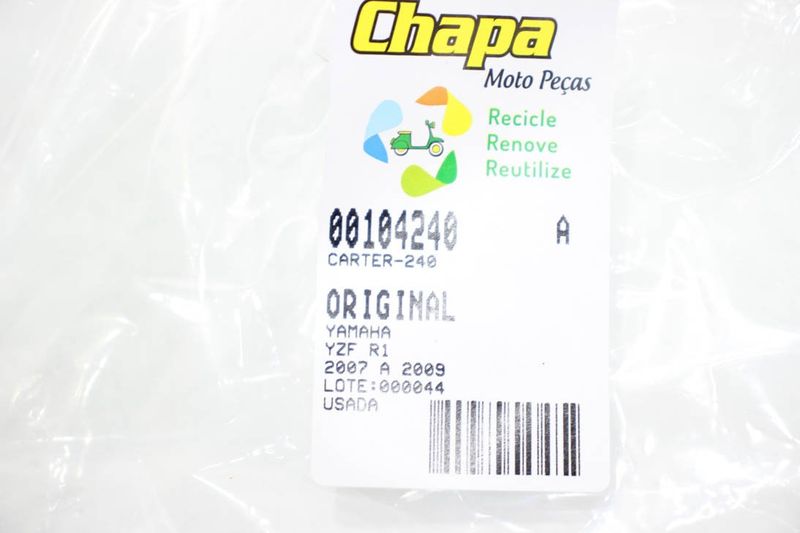 Chapa
Moto Peças
Recicle
Renove
Reutilize
00104240 A
CARTER-240
ORIGINAL
YAMAHA
YZF R1
2007 A 2009
LOTE:000044
USADA